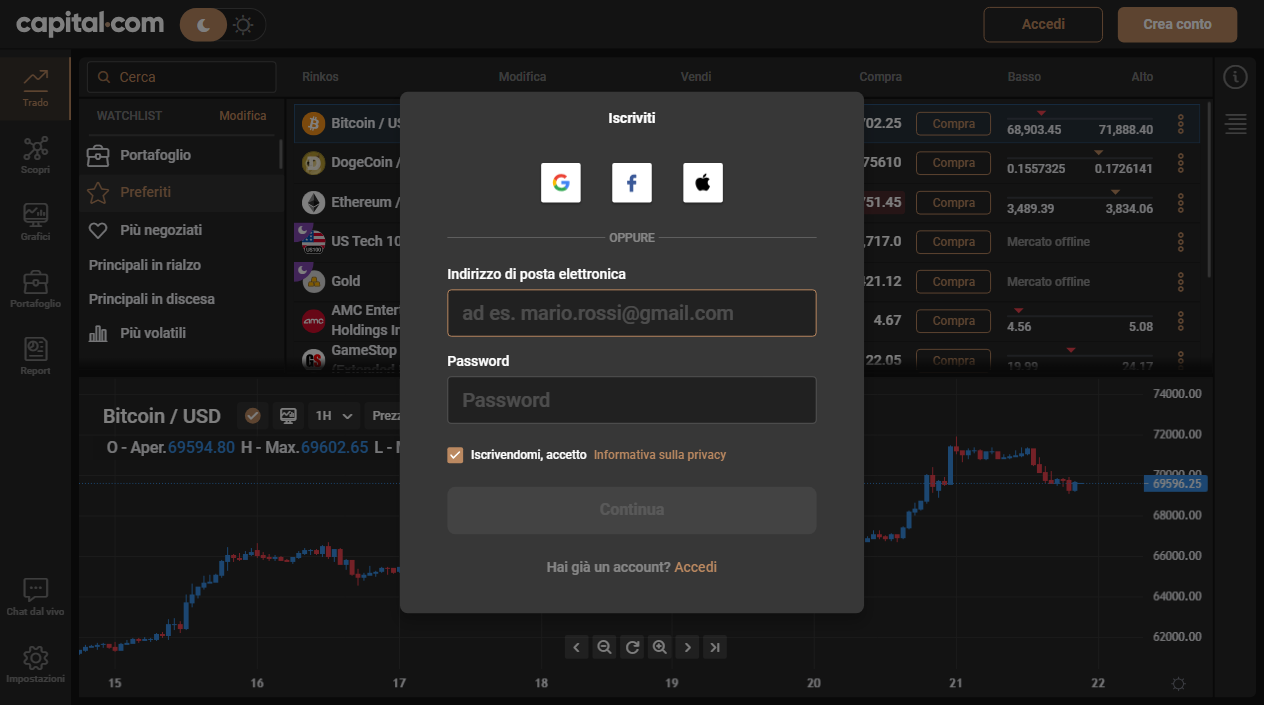 capital.com
Accedi
Crea conto
Trado
Scopri
Grafici
Portafoglio
Report
Chat dal vivo
Impostazioni
Cerca
WATCHLIST Modifica
Portafoglio
Preferiti
Più negoziati
Principali in rialzo
Principali in discesa
Più volatili
Rinkos Modifica Vendi Compra Basso Alto
Bitcoin / US 02.25 Compra 68,903.45 71,888.40
DogeCoin / 75610 Compra 0.1557325 0.1726141
Ethereum / 51.45 Compra 3,489.39 3,834.06
US Tech 10 ,717.0 Compra Mercato offline
Gold 21.12 Compra Mercato offline
AMC Enter
Holdings In 4.67 Compra 4.56 5.08
GameStop 22.05 Compra 19.99 24.17
(Extended
Iscriviti
OPPURE
Indirizzo di posta elettronica
ad es. mario.rossi@gmail.com
Password
Password
Iscrivendomi, accetto Informativa sulla privacy
Continua
Hai già un account? Accedi
Bitcoin / USD 1H Prezz
O - Aper. 69594.80 H - Max. 69602.65 L -
74000.00
72000.00
70000.00
69596.25
68000.00
66000.00
64000.00
62000.00
15 16 17 18 19 20 21 22